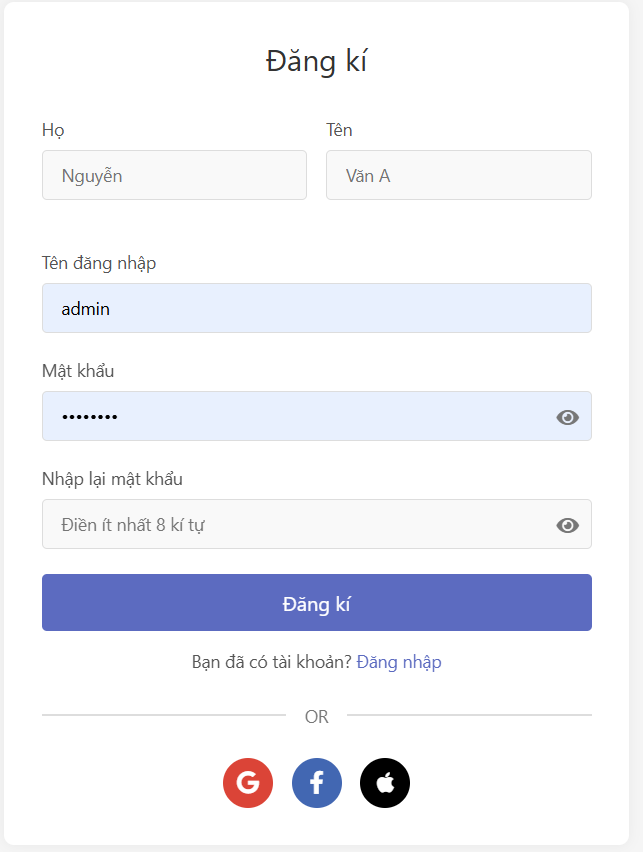 Đăng kí
Họ Tên
Nguyễn Văn A
Tên đăng nhập
admin
Mật khẩu
••••••••
Nhập lại mật khẩu
Điền ít nhất 8 kí tự
Đăng kí
Bạn đã có tài khoản? Đăng nhập
OR
G f